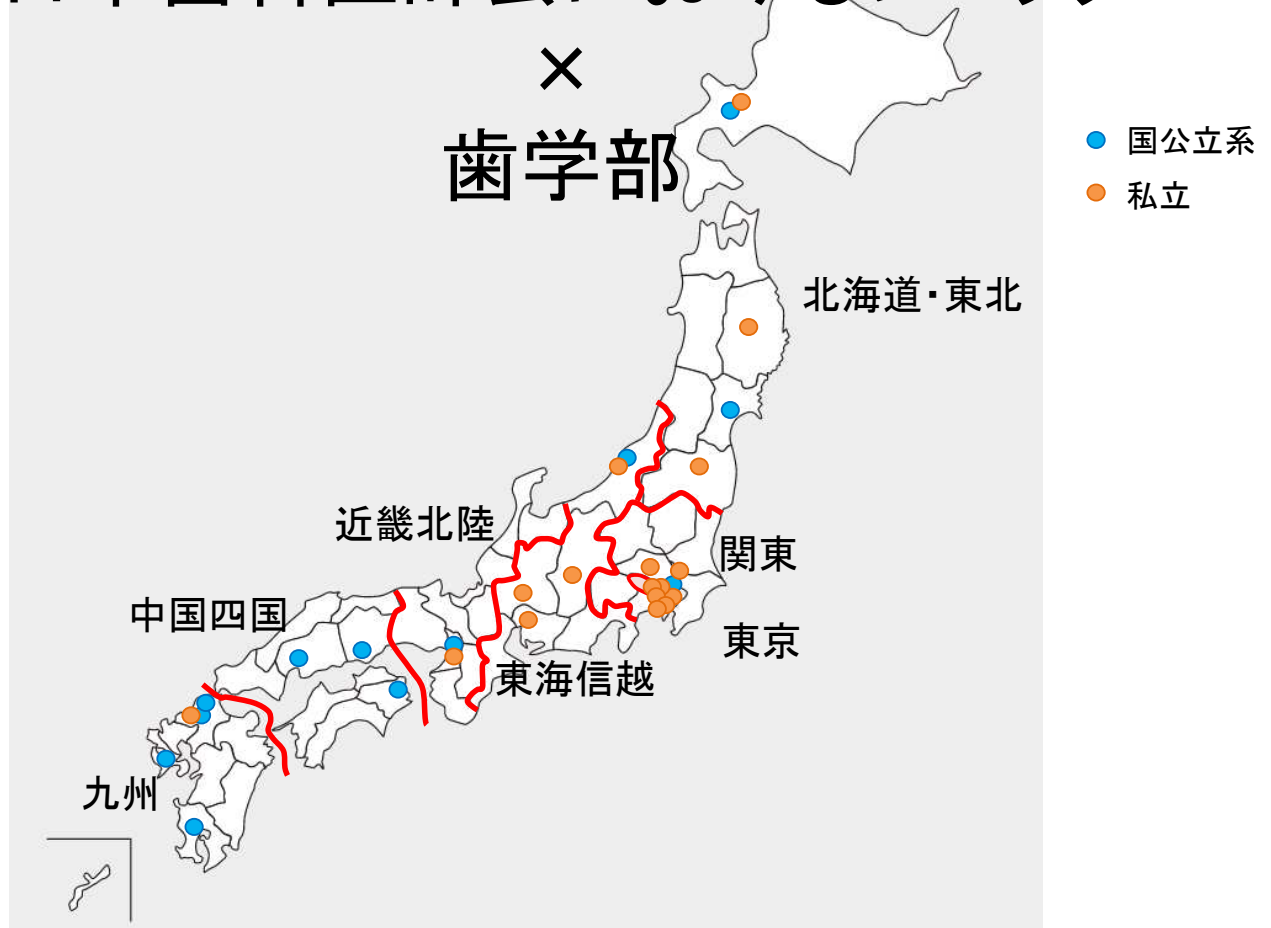 ×
歯学部
国公立系
私立
北海道・東北
近畿北陸
関東
中国四国
東京
東海信越
九州